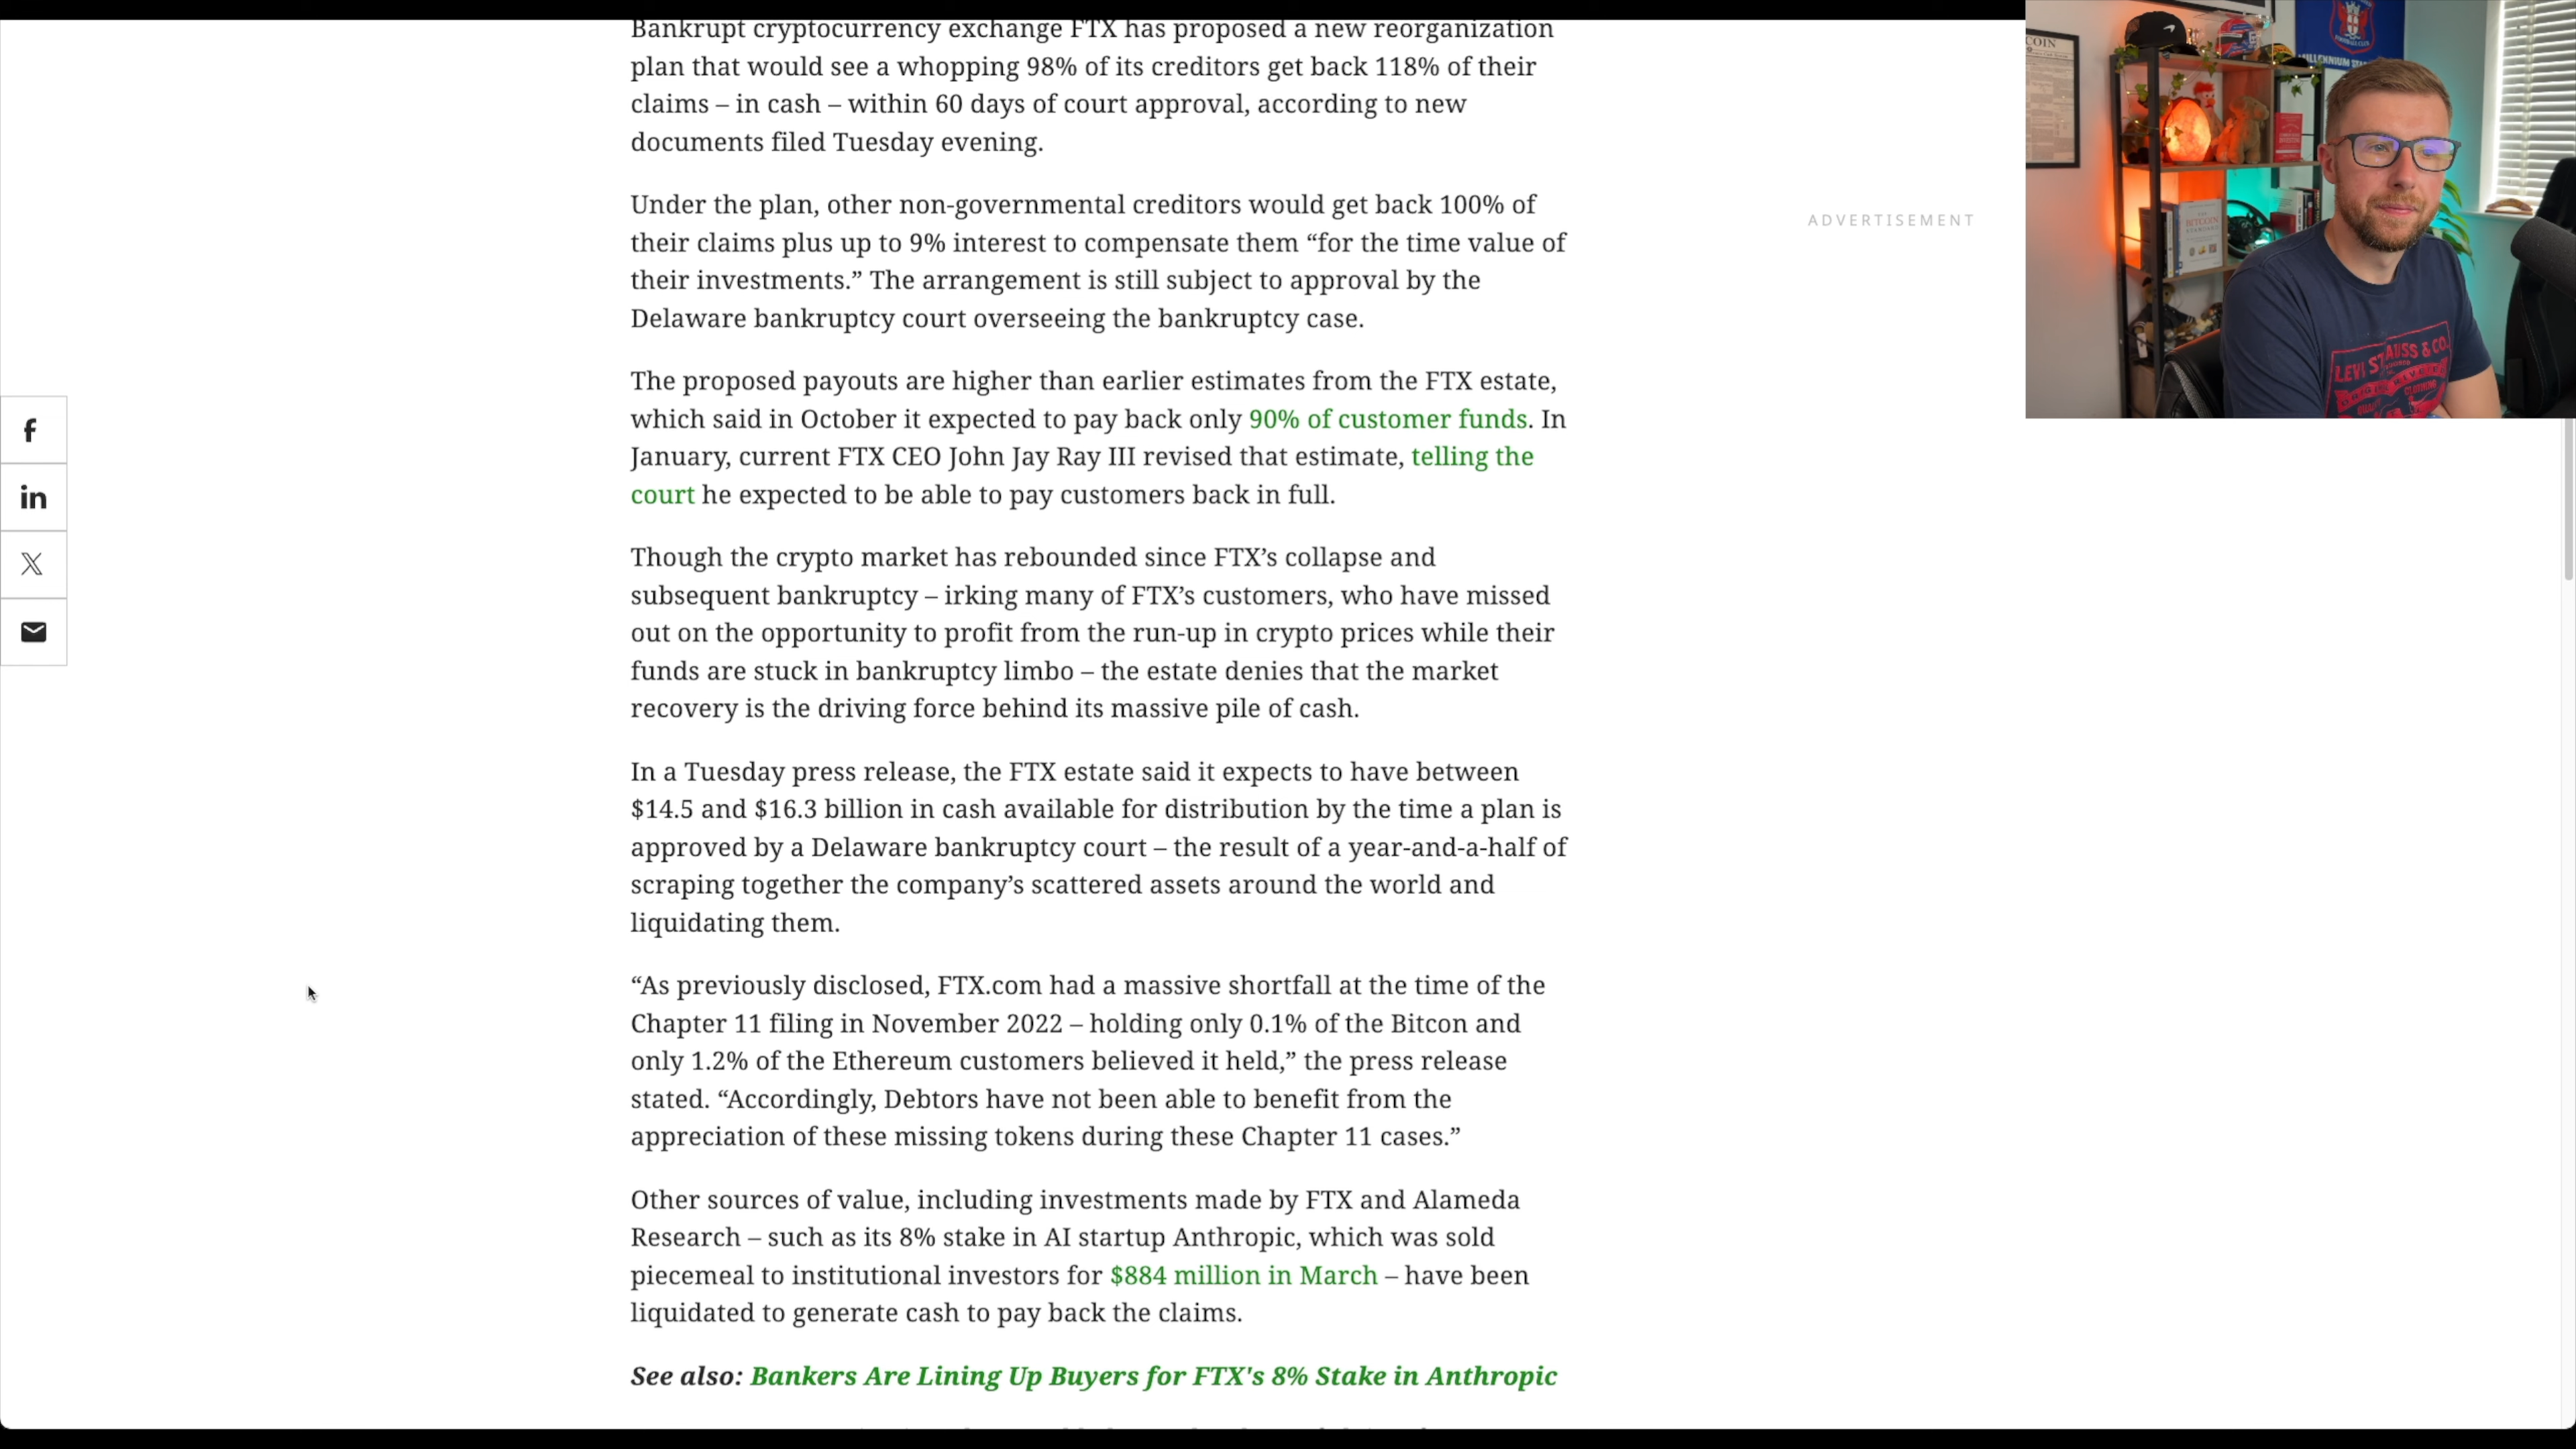 Bankrupt cryptocurrency exchange FTX has proposed a new reorganization
plan that would see a whopping 98% of its creditors get back 118% of their
claims – in cash – within 60 days of court approval, according to new
documents filed Tuesday evening.
Under the plan, other non-governmental creditors would get back 100% of
their claims plus up to 9% interest to compensate them “for the time value of
their investments.” The arrangement is still subject to approval by the
Delaware bankruptcy court overseeing the bankruptcy case.
The proposed payouts are higher than earlier estimates from the FTX estate,
which said in October it expected to pay back only 90% of customer funds. In
January, current FTX CEO John Jay Ray III revised that estimate, telling the
court he expected to be able to pay customers back in full.
Though the crypto market has rebounded since FTX’s collapse and
subsequent bankruptcy – irking many of FTX’s customers, who have missed
out on the opportunity to profit from the run-up in crypto prices while their
funds are stuck in bankruptcy limbo – the estate denies that the market
recovery is the driving force behind its massive pile of cash.
In a Tuesday press release, the FTX estate said it expects to have between
$14.5 and $16.3 billion in cash available for distribution by the time a plan is
approved by a Delaware bankruptcy court – the result of a year-and-a-half of
scraping together the company’s scattered assets around the world and
liquidating them.
“As previously disclosed, FTX.com had a massive shortfall at the time of the
Chapter 11 filing in November 2022 – holding only 0.1% of the Bitcon and
only 1.2% of the Ethereum customers believed it held,” the press release
stated. “Accordingly, Debtors have not been able to benefit from the
appreciation of these missing tokens during these Chapter 11 cases.”
Other sources of value, including investments made by FTX and Alameda
Research – such as its 8% stake in AI startup Anthropic, which was sold
piecemeal to institutional investors for $884 million in March – have been
liquidated to generate cash to pay back the claims.
See also: Bankers Are Lining Up Buyers for FTX's 8% Stake in Anthropic
ADVERTISEMENT
f
in
X
COIN
MILLENNIUM
BITCOIN
STANDARD
LEVI STRAUSS & CO.